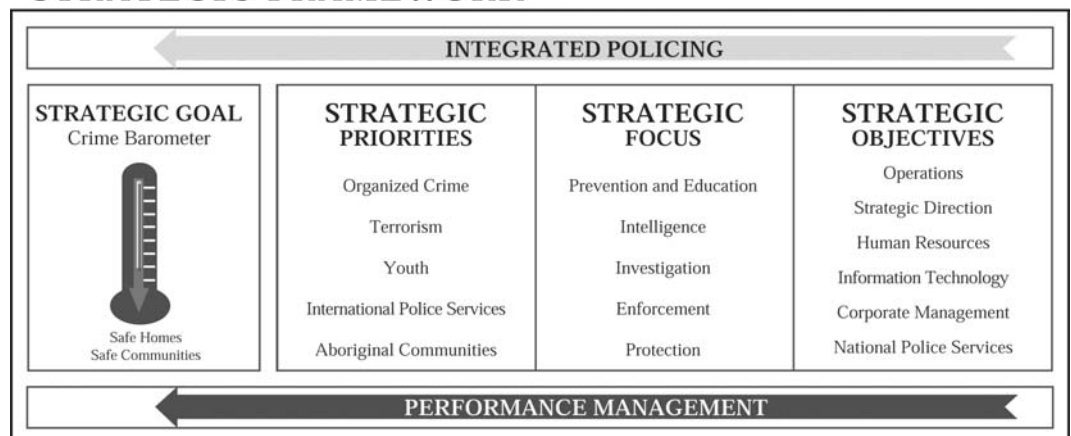 INTEGRATED POLICING
STRATEGIC GOAL
Crime Barometer
Safe Homes
Safe Communities
STRATEGIC
PRIORITIES
Organized Crime
Terrorism
Youth
International Police Services
Aboriginal Communities
STRATEGIC
FOCUS
Prevention and Education
Intelligence
Investigation
Enforcement
Protection
STRATEGIC
OBJECTIVES
Operations
Strategic Direction
Human Resources
Information Technology
Corporate Management
National Police Services
PERFORMANCE MANAGEMENT